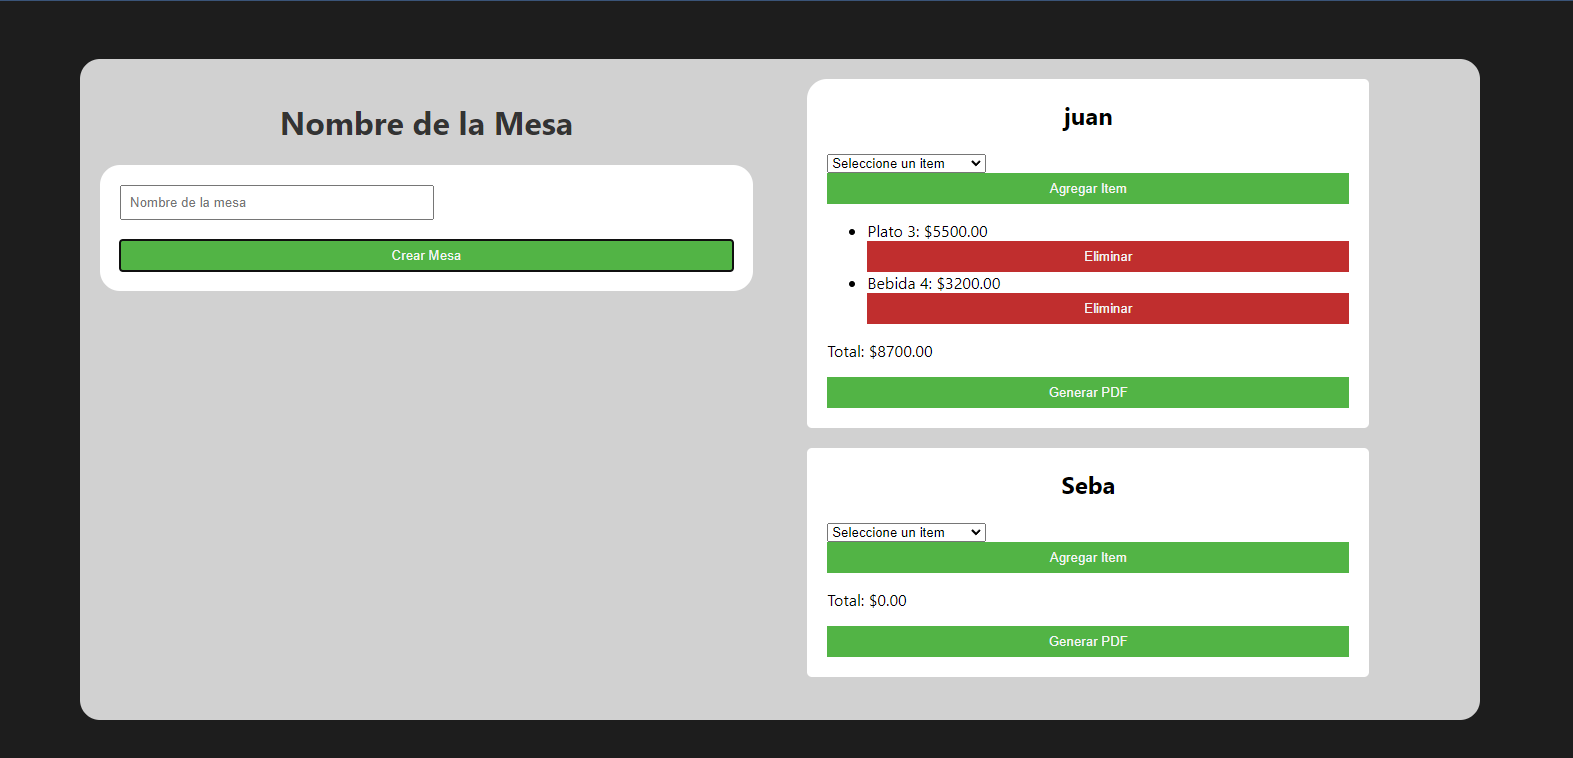 Nombre de la Mesa
Nombre de la mesa
Crear Mesa
juan
Seleccione un item
Agregar Item
Plato 3: $5500.00
Eliminar
Bebida 4: $3200.00
Eliminar
Total: $8700.00
Generar PDF
Seba
Seleccione un item
Agregar Item
Total: $0.00
Generar PDF